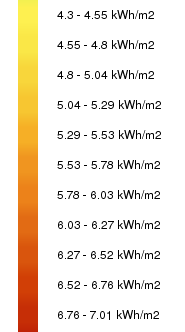 4.3 - 4.55 kWh/m2
4.55 - 4.8 kWh/m2
4.8 - 5.04 kWh/m2
5.04 - 5.29 kWh/m2
5.29 - 5.53 kWh/m2
5.53 - 5.78 kWh/m2
5.78 - 6.03 kWh/m2
6.03 - 6.27 kWh/m2
6.27 - 6.52 kWh/m2
6.52 - 6.76 kWh/m2
6.76 - 7.01 kWh/m2